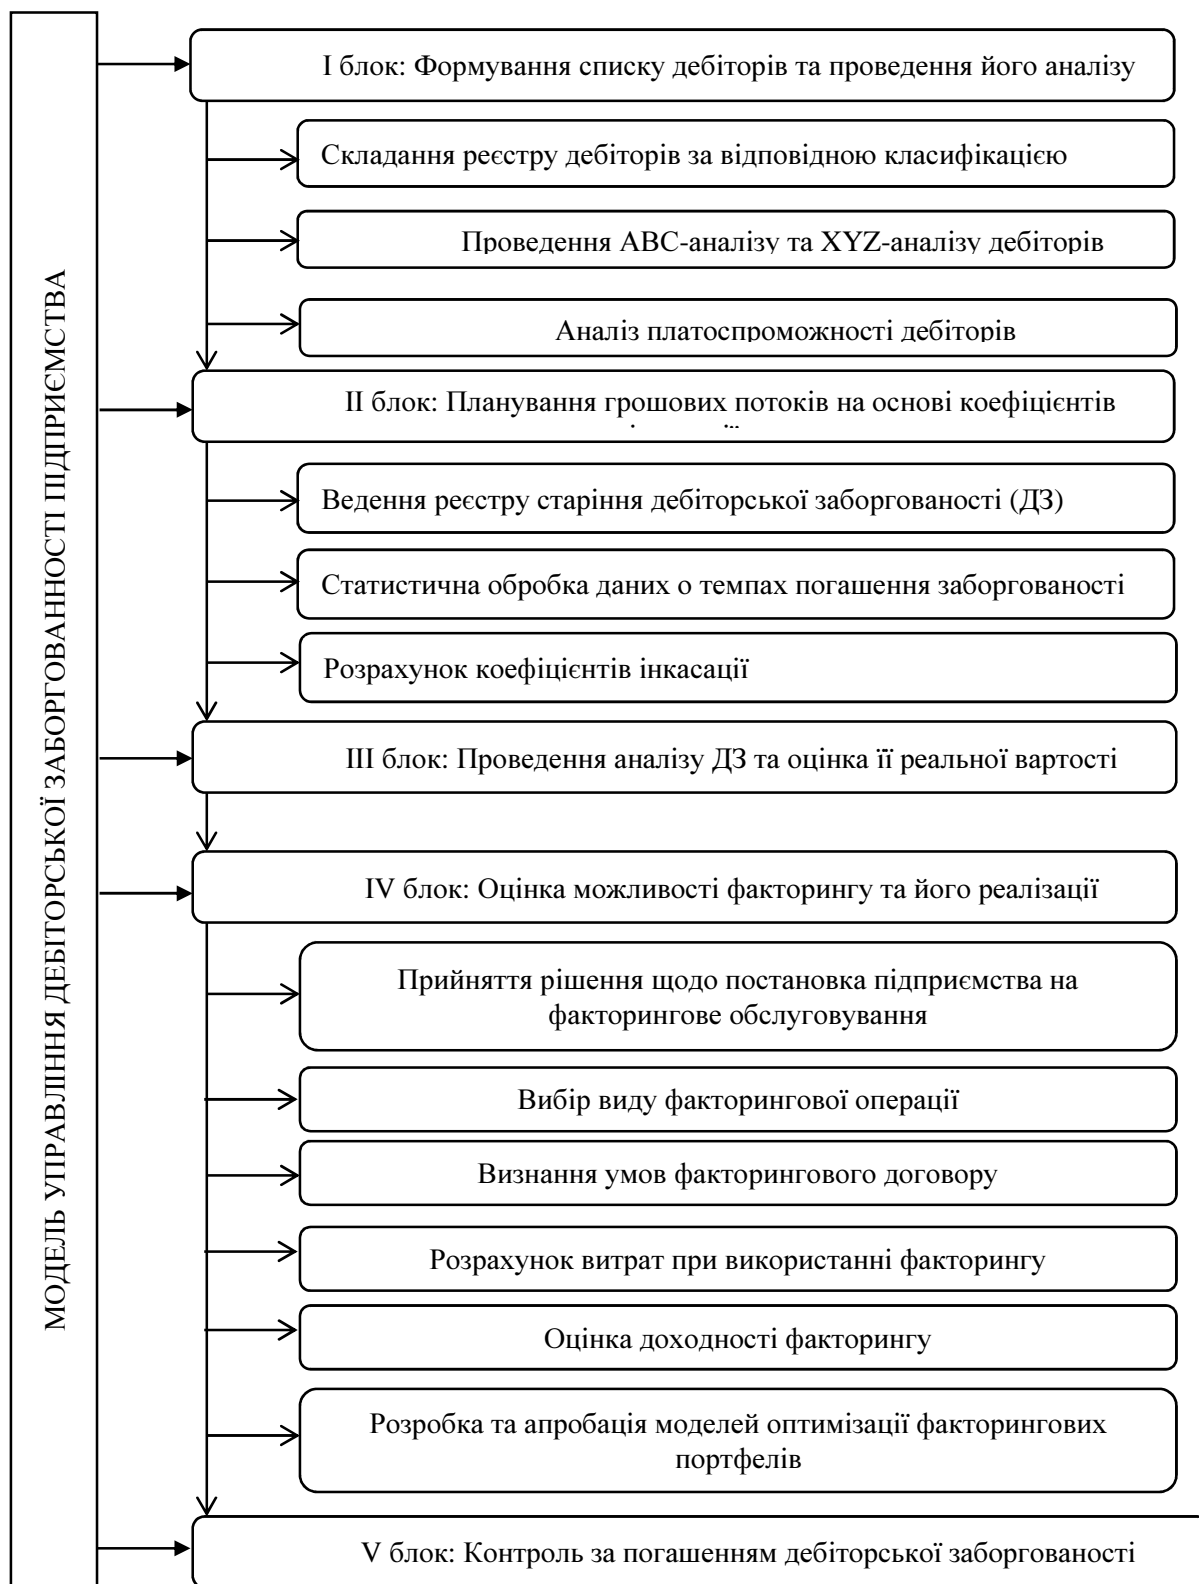 МОДЕЛЬ УПРАВЛІННЯ ДЕБІТОРСЬКОЇ ЗАБОРГОВАННОСТІ ПІДПРИЄМСТВА
I блок: Формування списку дебіторів та проведення його аналізу
Складання реєстру дебіторів за відповідною класифікацією
Проведення ABC-аналізу та XYZ-аналізу дебіторів
Аналіз платоспроможності дебіторів
II блок: Планування грошових потоків на основі коефіцієнтів
Ведення реєстру старіння дебіторської заборгованості (ДЗ)
Статистична обробка даних о темпах погашення заборгованості
Розрахунок коефіцієнтів інкасації
III блок: Проведення аналізу ДЗ та оцінка її реальної вартості
IV блок: Оцінка можливості факторингу та його реалізації
Прийняття рішення щодо постановка підприємства на
факторингове обслуговування
Вибір виду факторингової операції
Визнання умов факторингового договору
Розрахунок витрат при використанні факторингу
Оцінка доходності факторингу
Розробка та апробація моделей оптимізації факторингових
портфелів
V блок: Контроль за погашенням дебіторської заборгованості